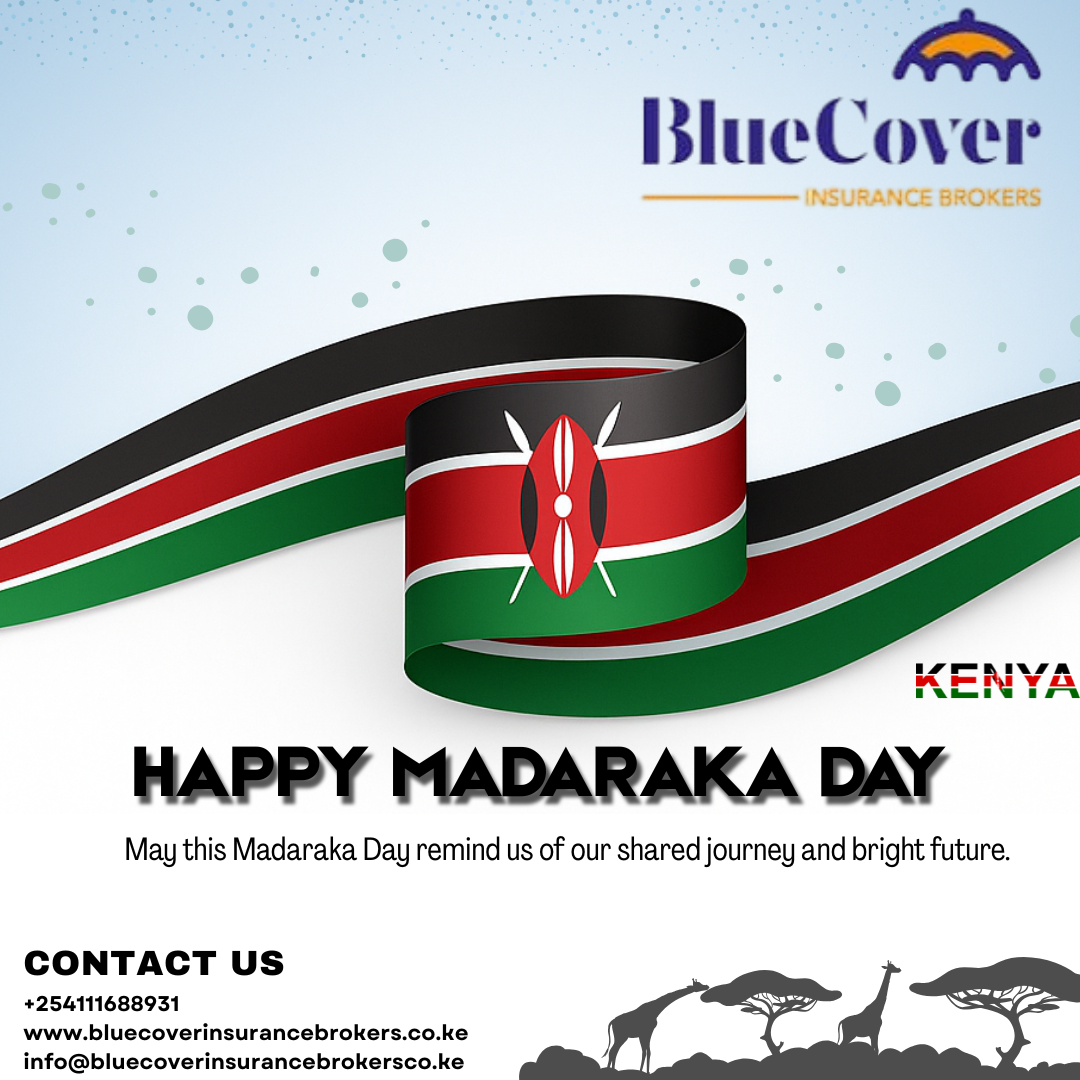 BlueCover
INSURANCE BROKERS
KENYA
HAPPY MADARAKA DAY
May this Madaraka Day remind us of our shared journey and bright future.
CONTACT US
+254111688931
www.bluecoverinsurancebrokers.co.ke
info@bluecoverinsurancebrokersco.ke